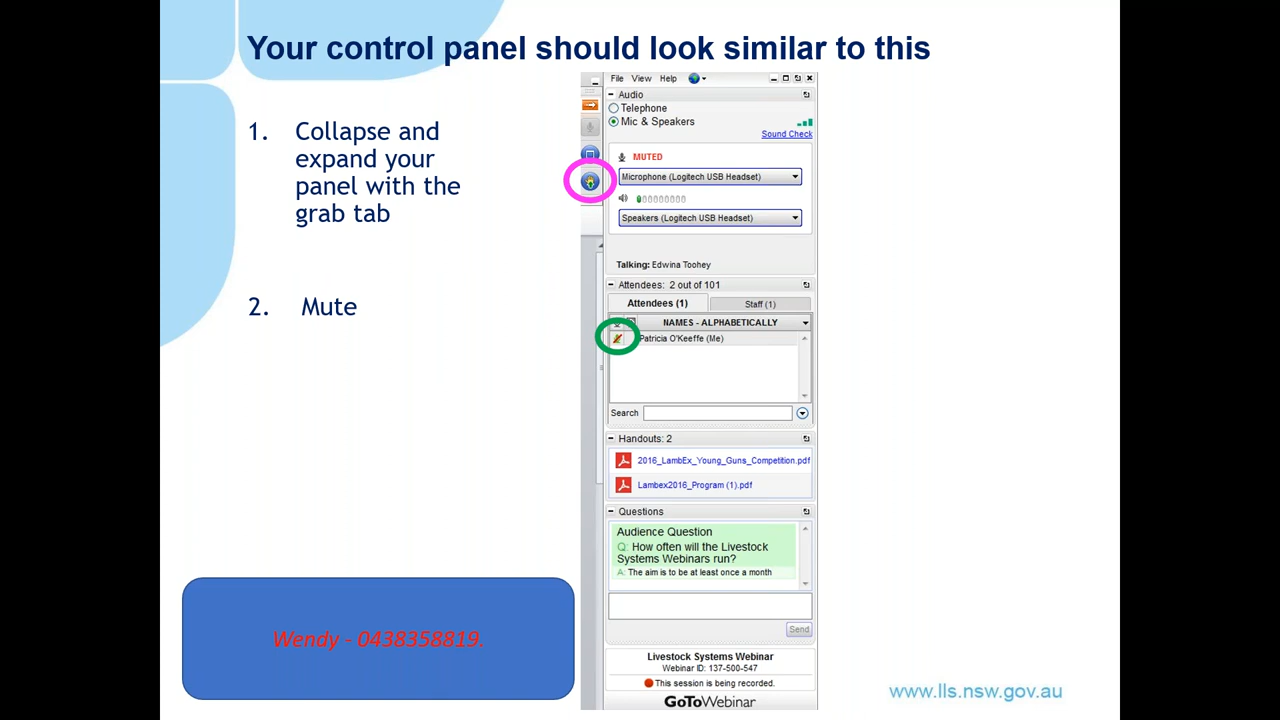 Your control panel should look similar to this
1. Collapse and
expand your
panel with the
grab tab
2. Mute
Wendy - 0438358819.
File View Help
Audio
Telephone
Mic & Speakers
Sound Check
MUTED
Microphone (Logitech USB Headset)
Speakers (Logitech USB Headset)
Talking: Edwina Toohey
Attendees: 2 out of 101
Attendees (1) Staff (1)
NAMES - ALPHABETICALLY
Patricia O'Keeffe (Me)
Search
Handouts: 2
2016_LambEx_Young_Guns_Competition.pdf
Lambex2016_Program (1).pdf
Questions
Audience Question
Q: How often will the Livestock
Systems Webinars run?
A: The aim is to be at least once a month
Send
Livestock Systems Webinar
Webinar ID: 137-500-547
This session is being recorded.
GoToWebinar
www.lls.nsw.gov.au